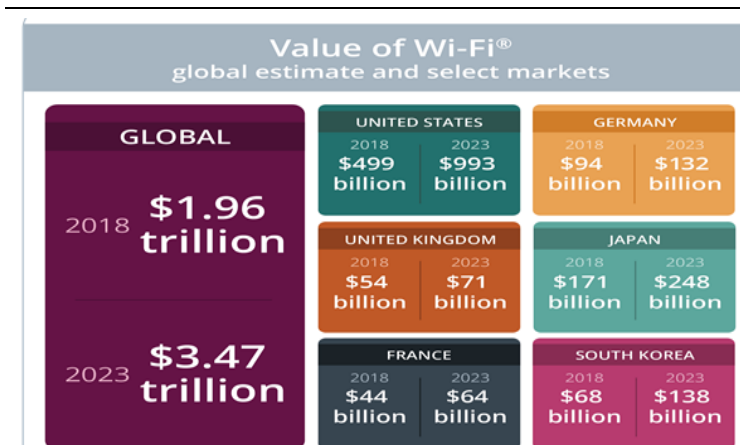 Value of Wi-Fi®
global estimate and select markets
GLOBAL
2018 $1.96 trillion
2023 $3.47 trillion
UNITED STATES
2018 2023
$499 $993
billion billion
GERMANY
2018 2023
$94 $132
billion billion
UNITED KINGDOM
2018 2023
$54 $71
billion billion
JAPAN
2018 2023
$171 $248
billion billion
FRANCE
2018 2023
$44 $64
billion billion
SOUTH KOREA
2018 2023
$68 $138
billion billion